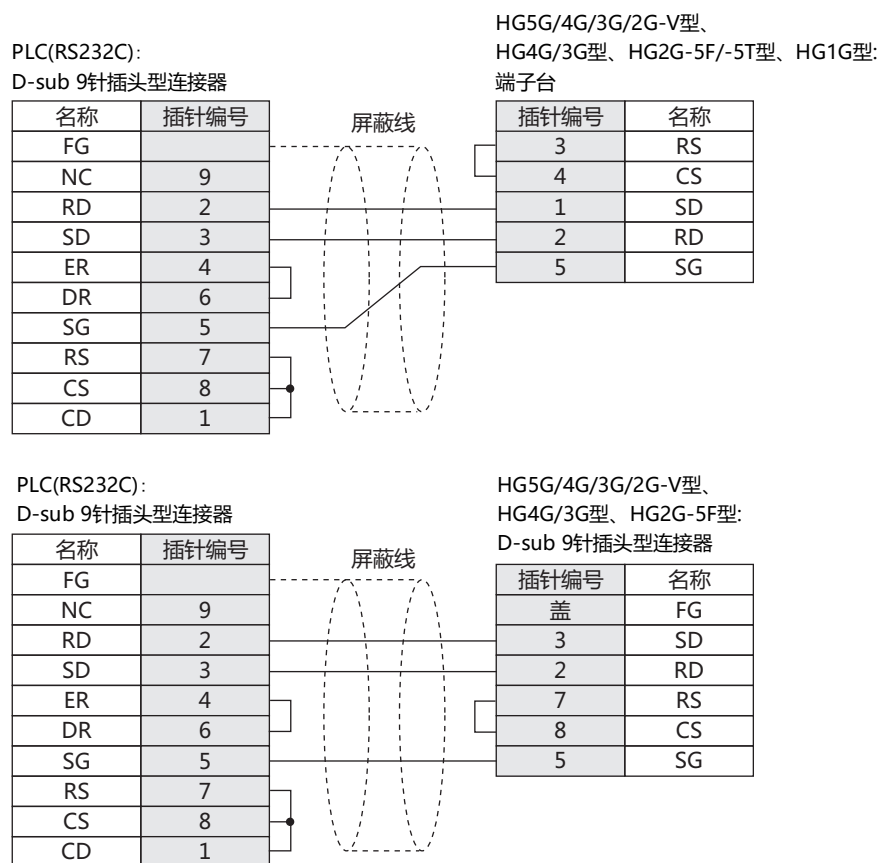 PLC(RS232C)：
D-sub 9针插头型连接器
名称 插针编号
FG
NC 9
RD 2
SD 3
ER 4
DR 6
SG 5
RS 7
CS 8
CD 1
屏蔽线
HG5G/4G/3G/2G-V型、
HG4G/3G型、HG2G-5F/-5T型、HG1G型:
端子台
插针编号 名称
3 RS
4 CS
1 SD
2 RD
5 SG
PLC(RS232C)：
D-sub 9针插头型连接器
名称 插针编号
FG
NC 9
RD 2
SD 3
ER 4
DR 6
SG 5
RS 7
CS 8
CD 1
屏蔽线
HG5G/4G/3G/2G-V型、
HG4G/3G型、HG2G-5F型:
D-sub 9针插头型连接器
插针编号 名称
盖 FG
3 SD
2 RD
7 RS
8 CS
5 SG